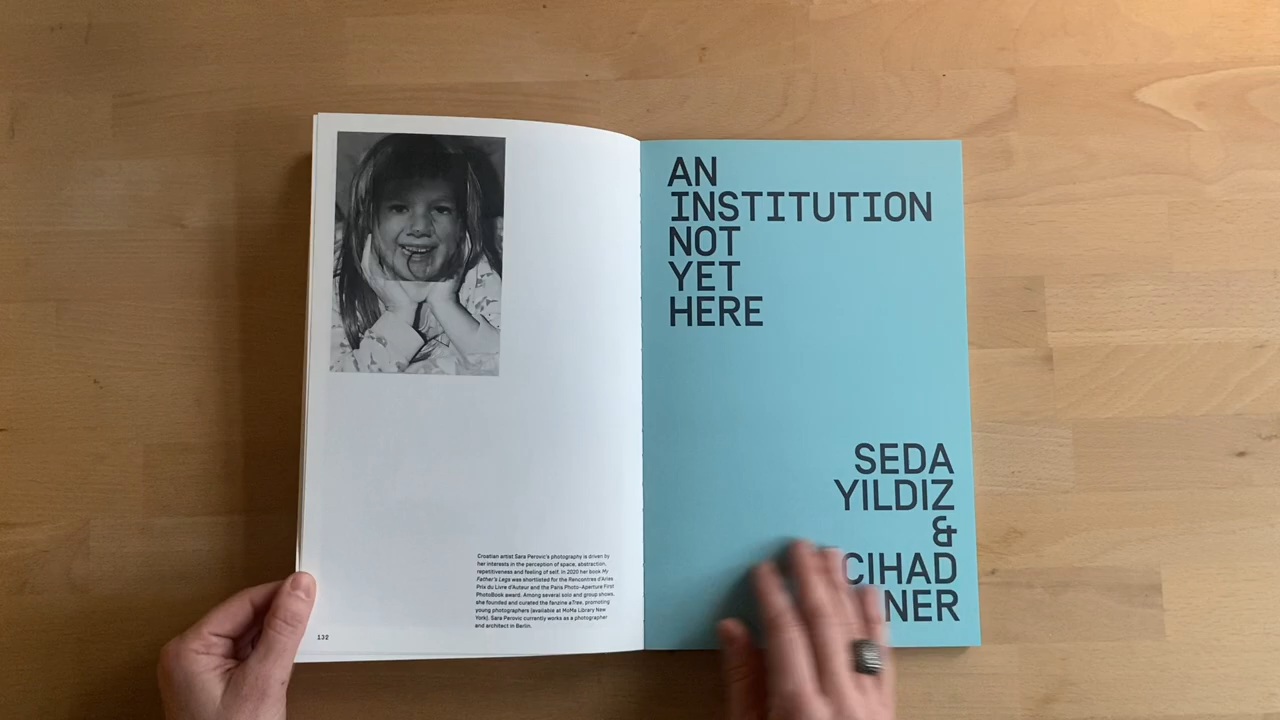 Croatian artist Sara Perovic's photography is driven by
her interests in the perception of space, abstraction,
repetitiveness and feeling of self. In 2020 her book My
Father's Legs was shortlisted for the Rencontres d'Arles
Prix du Livre d'Auteur and the Paris Photo-Aperture First
PhotoBook award. Among several solo and group shows,
she founded and curated the fanzine aTree, promoting
young photographers (available at MoMa Library New
York). Sara Perovic currently works as a photographer
and architect in Berlin.
132
AN
INSTITUTION
NOT
YET
HERE
SEDA
YILDIZ
&
CIHAD
NER